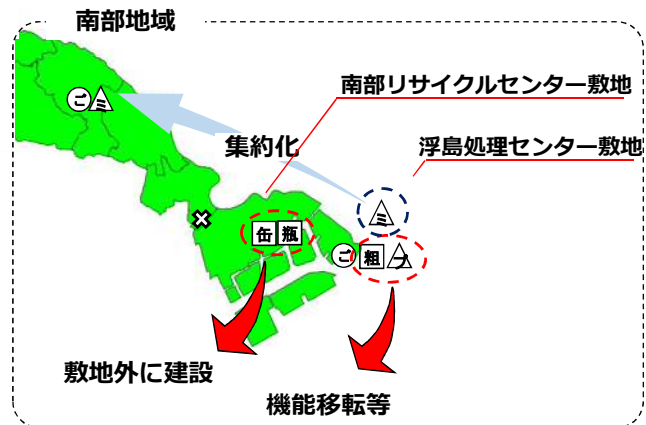 南部地域
南部リサイクルセンター敷地
ご ミ
集約化
浮島処理センター敷地
ミ
缶 瓶
ご 粗 プ
敷地外に建設
機能移転等